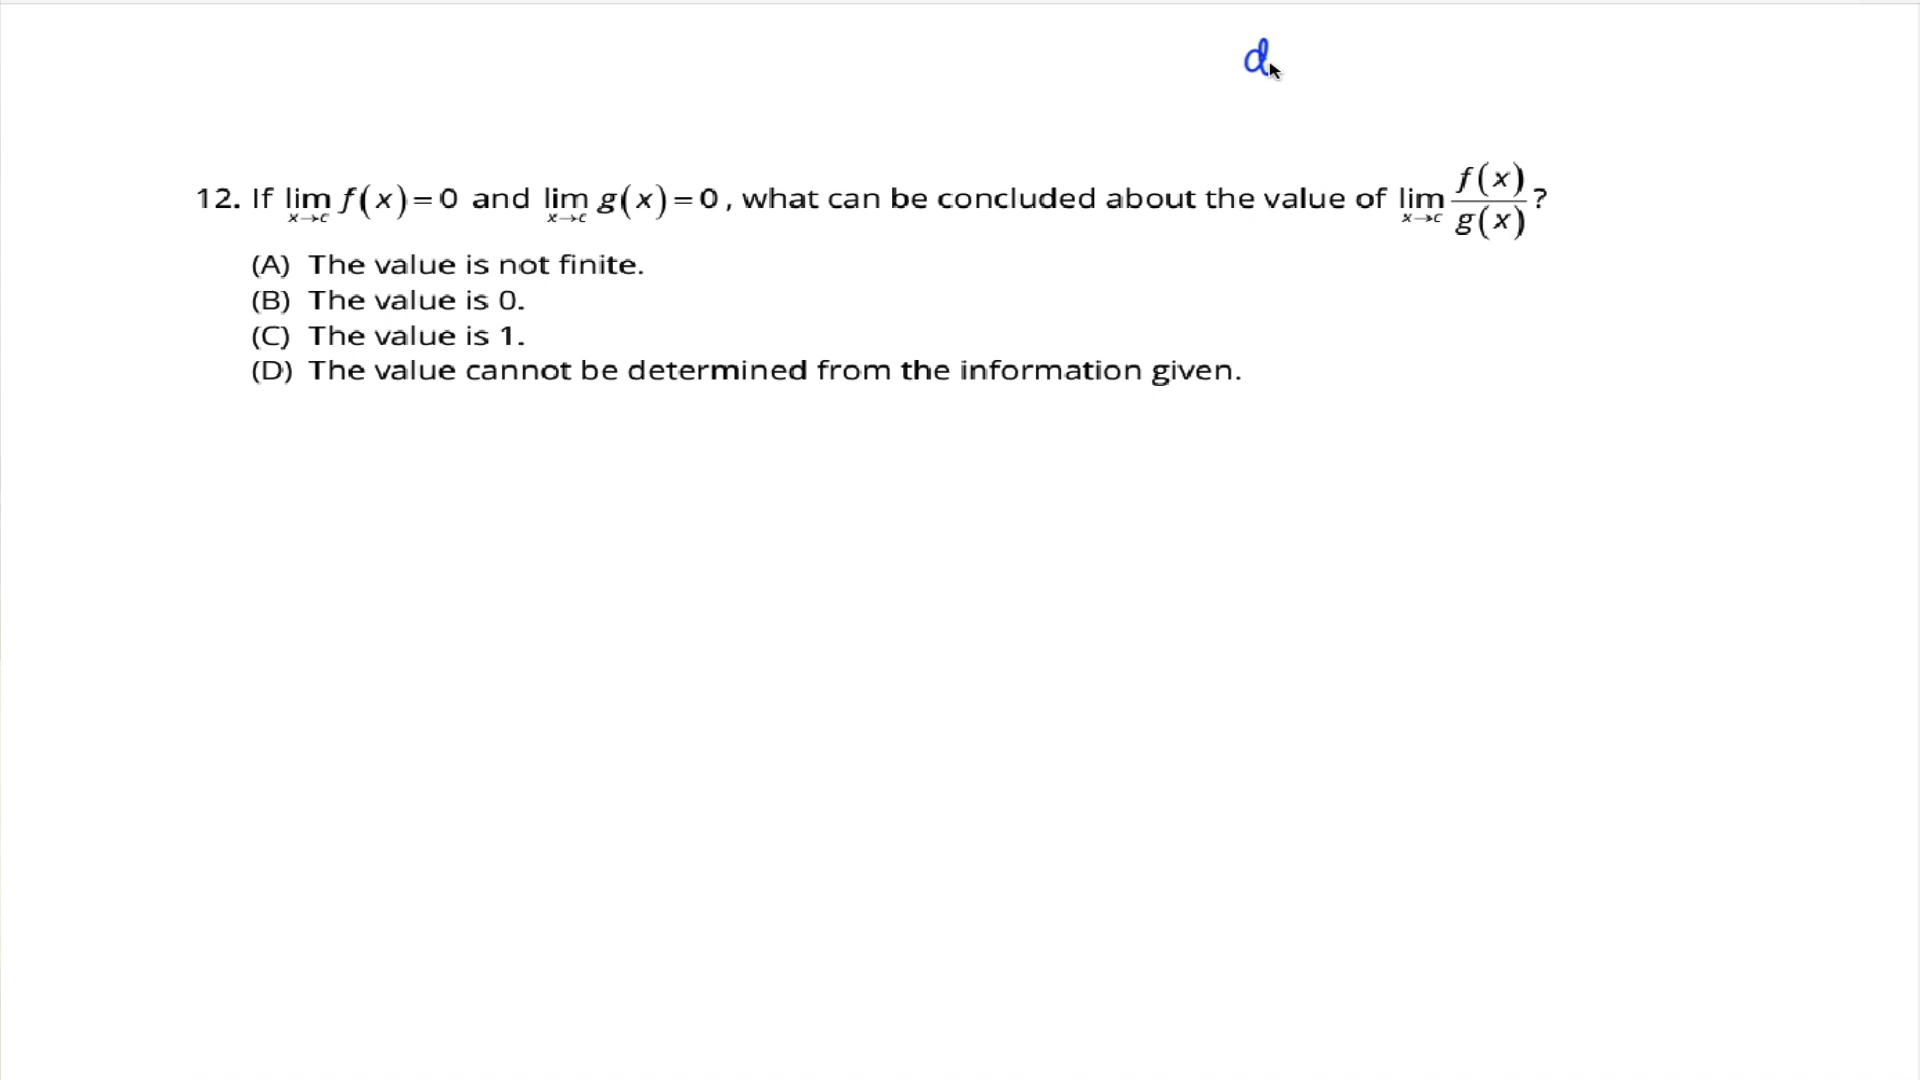 d
12. If lim x→c f(x)=0 and lim x→c g(x)=0, what can be concluded about the value of lim x→c f(x)/g(x)?
(A) The value is not finite.
(B) The value is 0.
(C) The value is 1.
(D) The value cannot be determined from the information given.